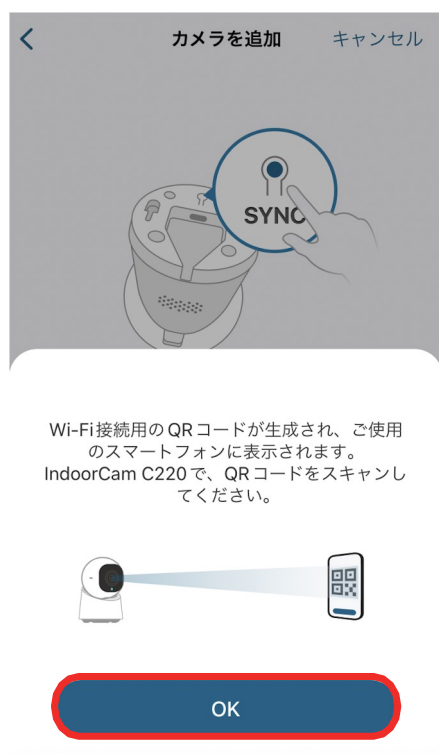 カメラを追加 キャンセル
SYNC
Wi-Fi接続用のQRコードが生成され、ご使用
のスマートフォンに表示されます。
IndoorCam C220で、QRコードをスキャンし
てください。
OK